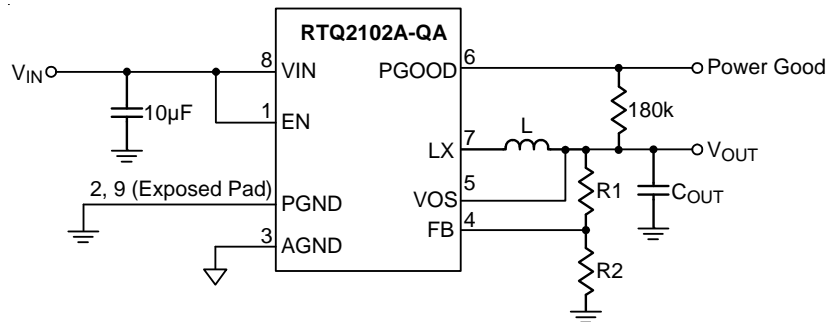 RTQ2102A-QA
VIN
8
VIN
PGOOD
6
Power Good
10µF
1
EN
180k
LX
7
L
VOUT
2, 9 (Exposed Pad)
PGND
VOS
5
R1
COUT
3
AGND
FB
4
R2